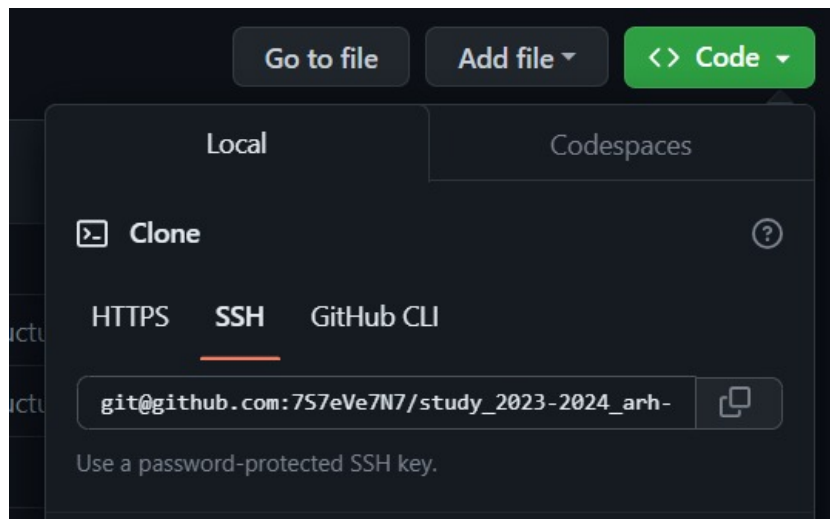 Go to file Add file <> Code
Local Codespaces
Clone
HTTPS SSH GitHub CLI
git@github.com:7S7eVe7N7/study_2023-2024_arh-
Use a password-protected SSH key.